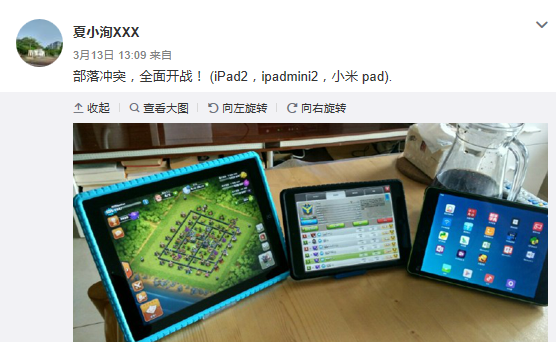 夏小洵XXX
3月13日 13:09 来自
部落冲突，全面开战！ (iPad2，ipadmini2，小米 pad).
收起
查看大图
向左旋转
向右旋转